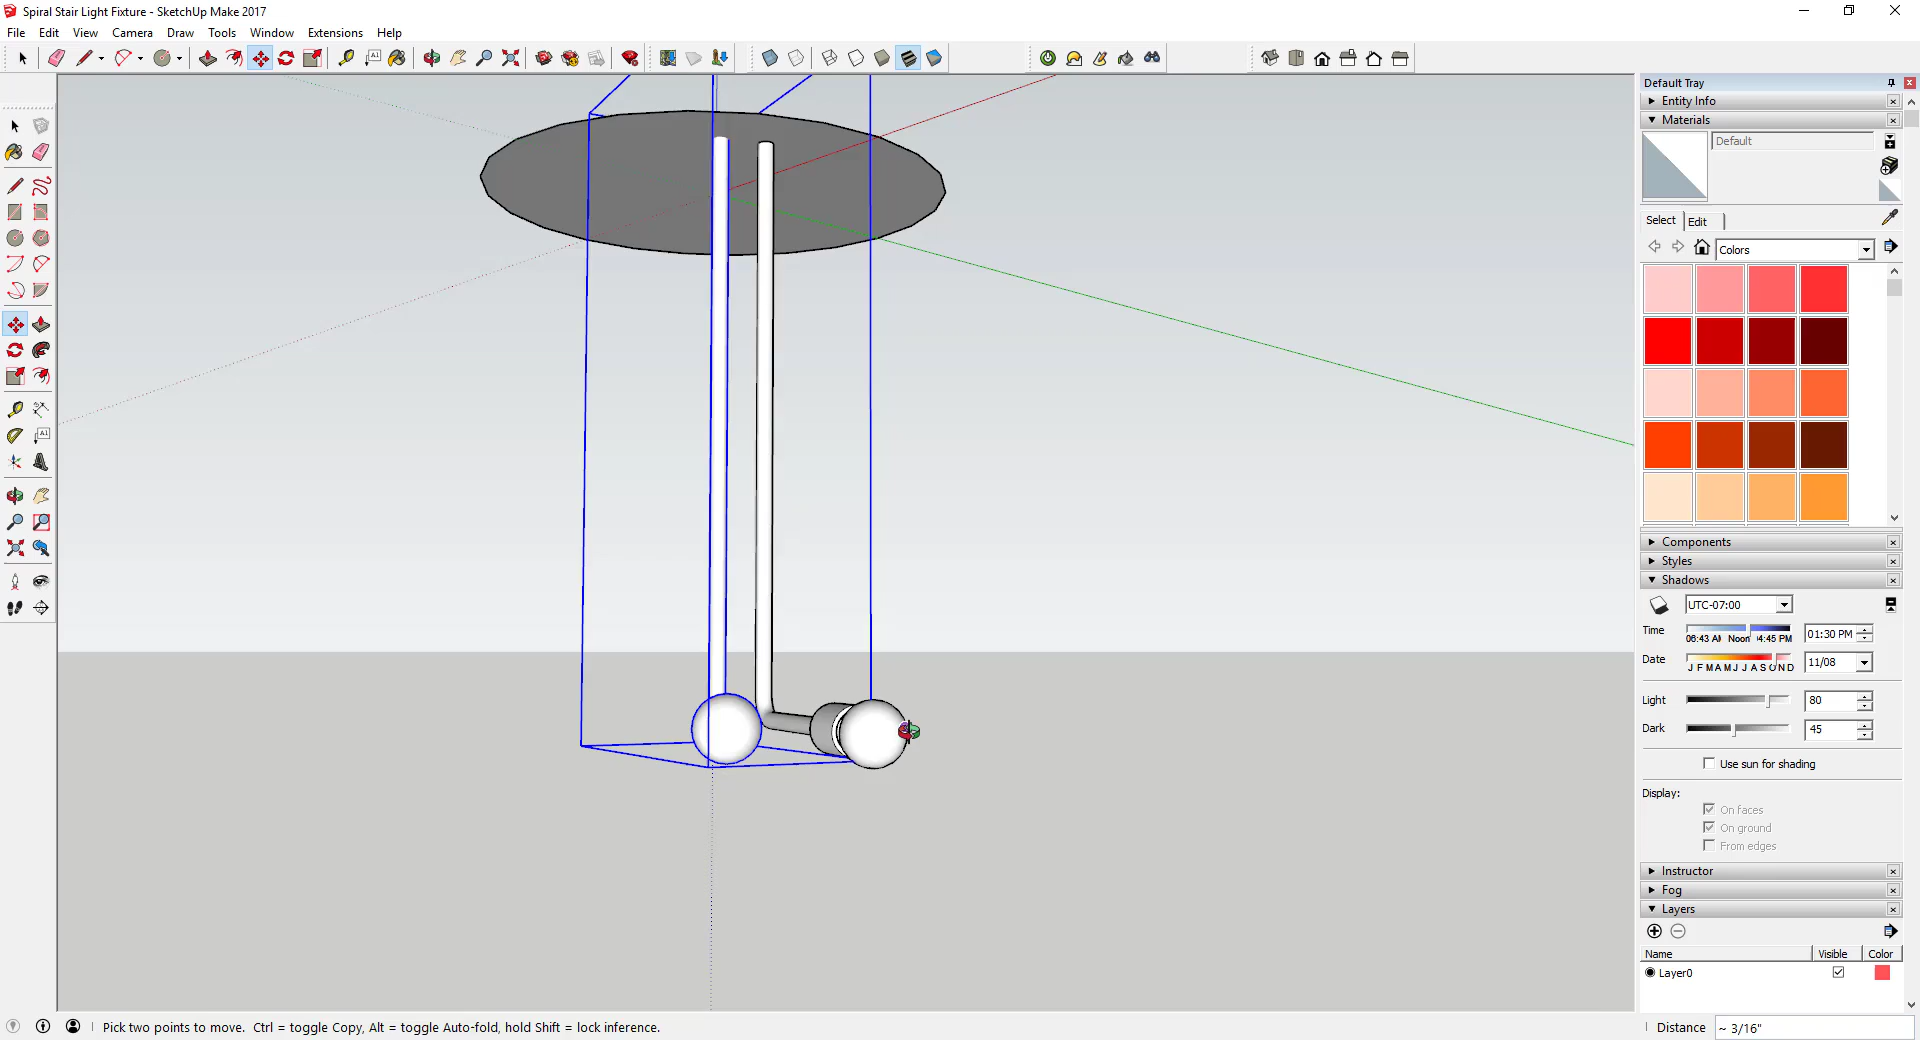 Spiral Stair Light Fixture - SketchUp Make 2017
File Edit View Camera Draw Tools Window Extensions Help
A1
Default Tray
Entity Info
Materials
Default
Select Edit
Colors
A1
Components
Styles
Shadows
UTC-07:00
Time 06:43 AM Noon 04:45 PM 01:30 PM
Date J F M A M J J A S O N D 11/08
Light 80
Dark 45
Use sun for shading
Display:
On faces
On ground
From edges
Instructor
Fog
Layers
Name Visible Color
Layer0
Pick two points to move. Ctrl = toggle Copy, Alt = toggle Auto-fold, hold Shift = lock inference.
Distance ~ 3/16"